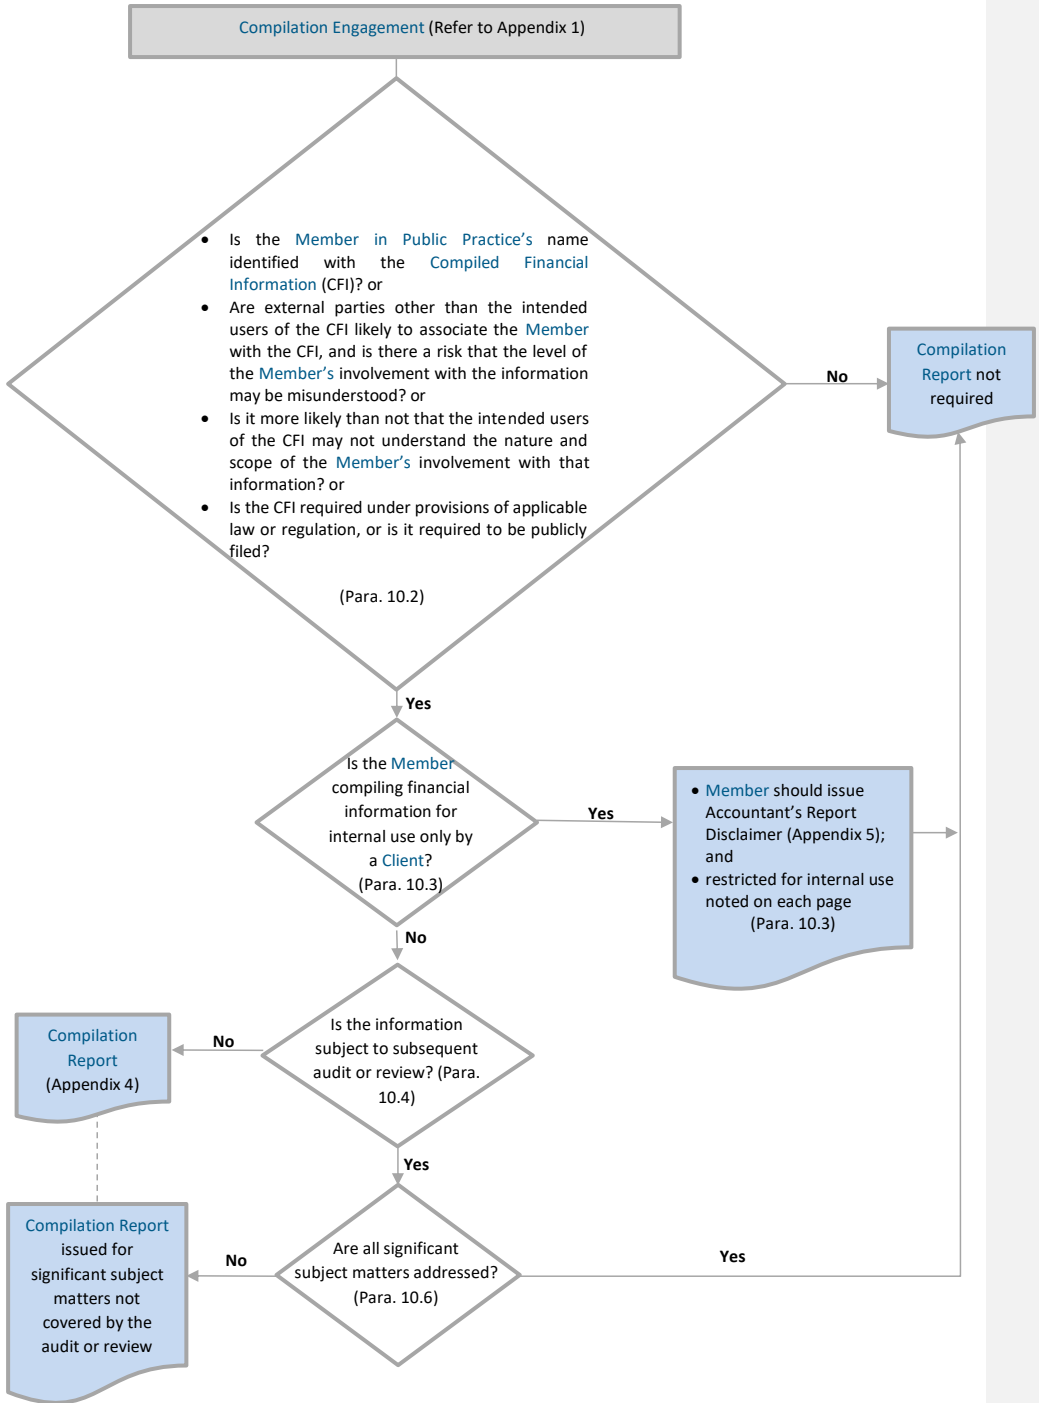 Compilation Engagement (Refer to Appendix 1)
• Is the Member in Public Practice’s name
identified with the Compiled Financial
Information (CFI)? or
• Are external parties other than the intended
users of the CFI likely to associate the Member
with the CFI, and is there a risk that the level of
the Member’s involvement with the information
may be misunderstood? or
• Is it more likely than not that the intended users
of the CFI may not understand the nature and
scope of the Member’s involvement with that
information? or
• Is the CFI required under provisions of applicable
law or regulation, or is it required to be publicly
filed?
(Para. 10.2)
No
Compilation
Report not
required
Yes
Is the Member
compiling financial
information for
internal use only by
a Client?
(Para. 10.3)
Yes
• Member should issue
Accountant’s Report
Disclaimer (Appendix 5);
and
• restricted for internal use
noted on each page
(Para. 10.3)
No
Is the information
subject to subsequent
audit or review? (Para.
10.4)
No
Compilation
Report
(Appendix 4)
Yes
Are all significant
subject matters addressed?
(Para. 10.6)
No
Compilation Report
issued for
significant subject
matters not
covered by the
audit or review
Yes